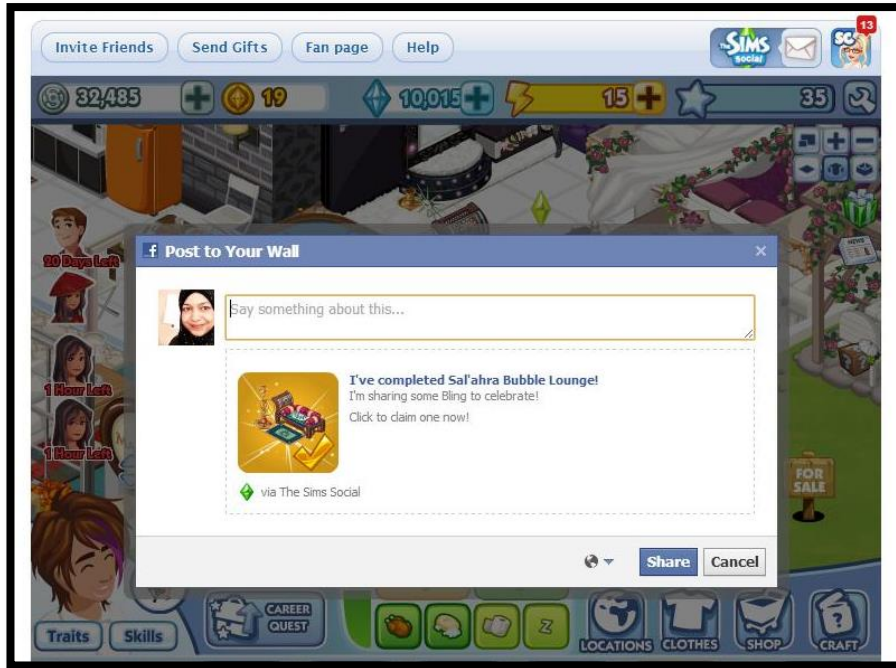 Invite Friends Send Gifts Fan page Help
THE SIMS social
SC 13
32,485 19 10,015 15 35
NEWS
20 Days Left
1 Hour Left
1 Hour Left
f Post to Your Wall ×
Say something about this...
I've completed Sal'ahra Bubble Lounge!
I'm sharing some Bling to celebrate!
Click to claim one now!
via The Sims Social
FOR
SALE
Share Cancel
Traits Skills
CAREER
QUEST
Z
LOCATIONS CLOTHES SHOP CRAFT
?